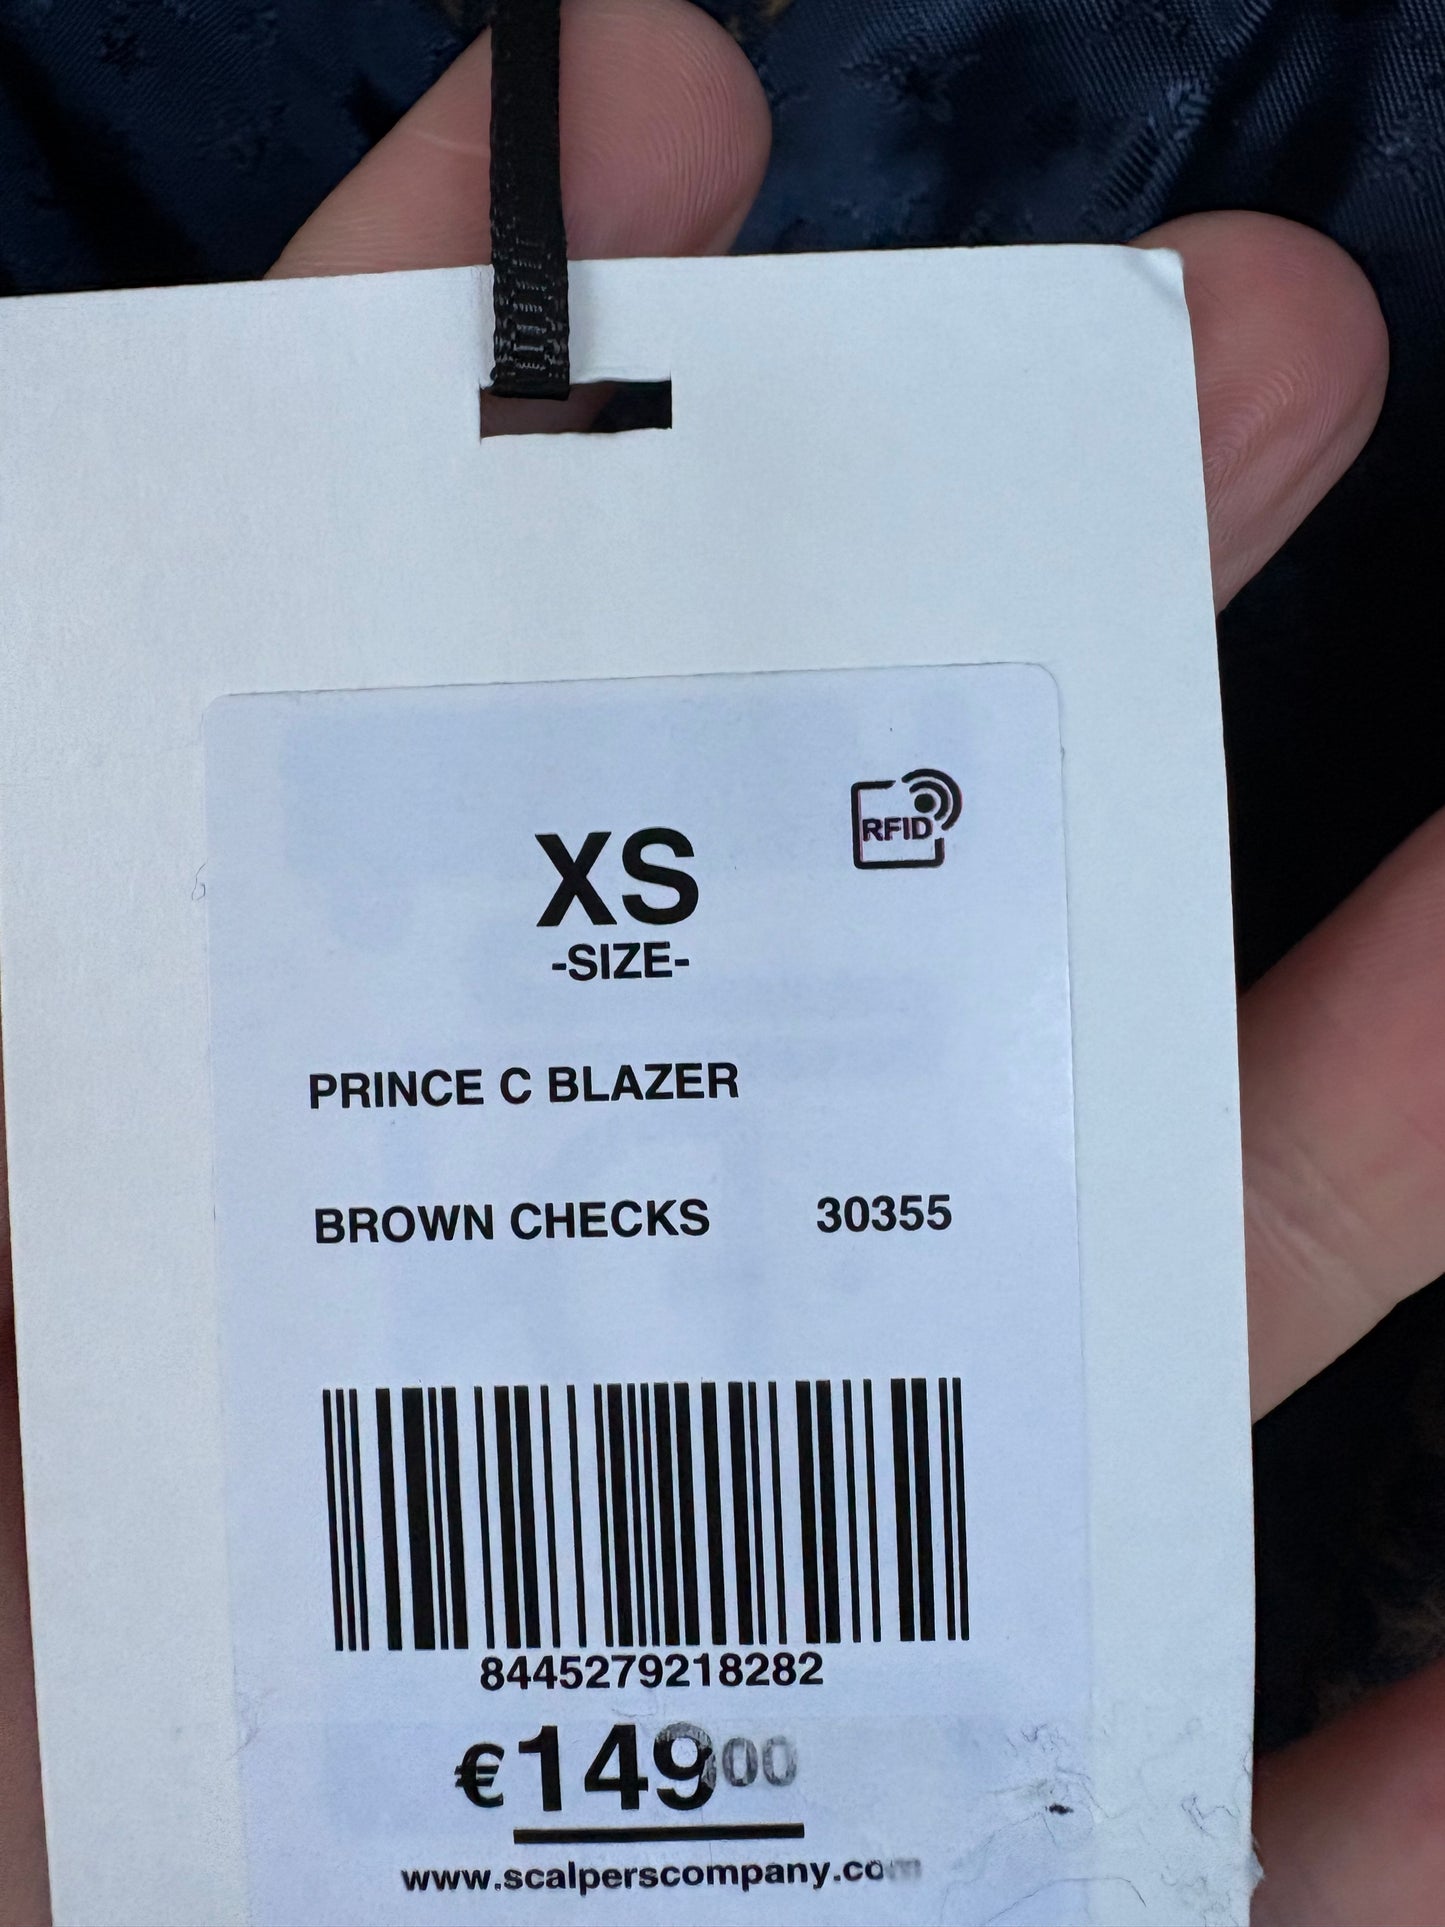 RFID
XS
-SIZE-
PRINCE C BLAZER
BROWN CHECKS 30355
8445279218282
€149.00
www.scalperscompany.com